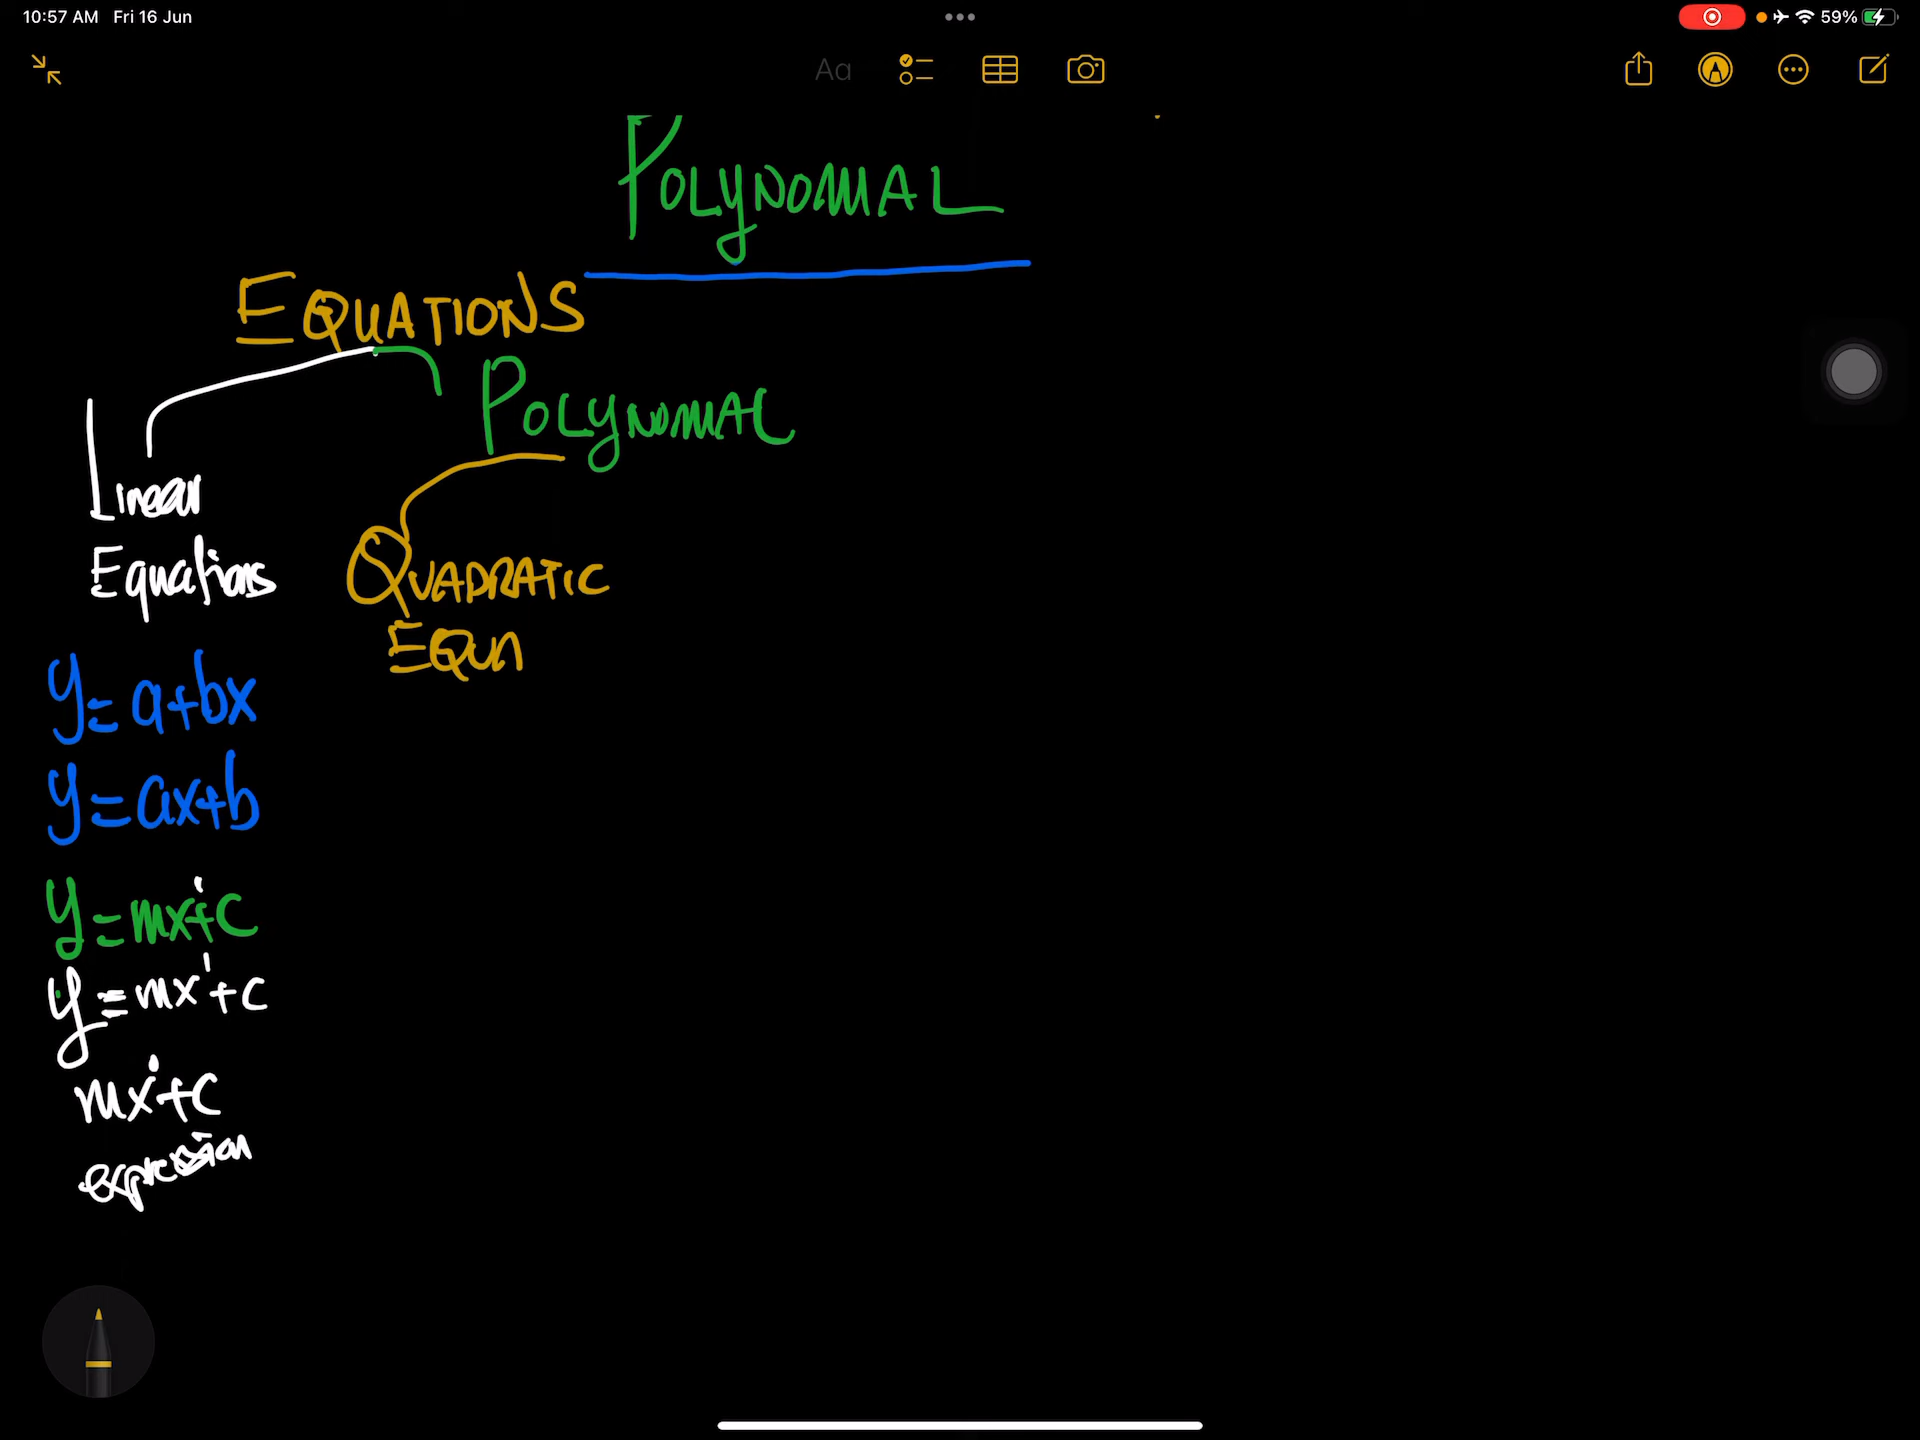 10:57 AM Fri 16 Jun
59%
Aa
POLYNOMAL
EQUATIONS
POLYNOMAL
Linear
Equations
QUADRATIC
EQUn
y = a+bx
y = ax+b
y = mx¹+c
y = mx¹+c
mx¹+c
expression